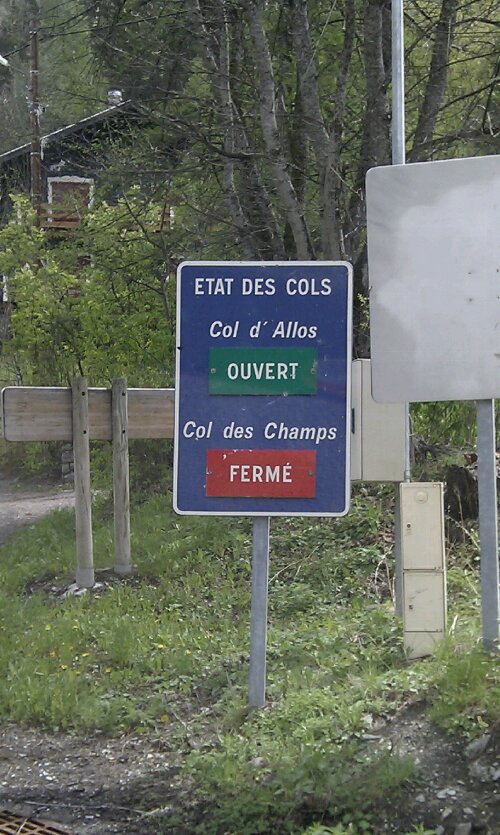 ETAT DES COLS
Col d' Allos
OUVERT
Col des Champs
FERMÉ